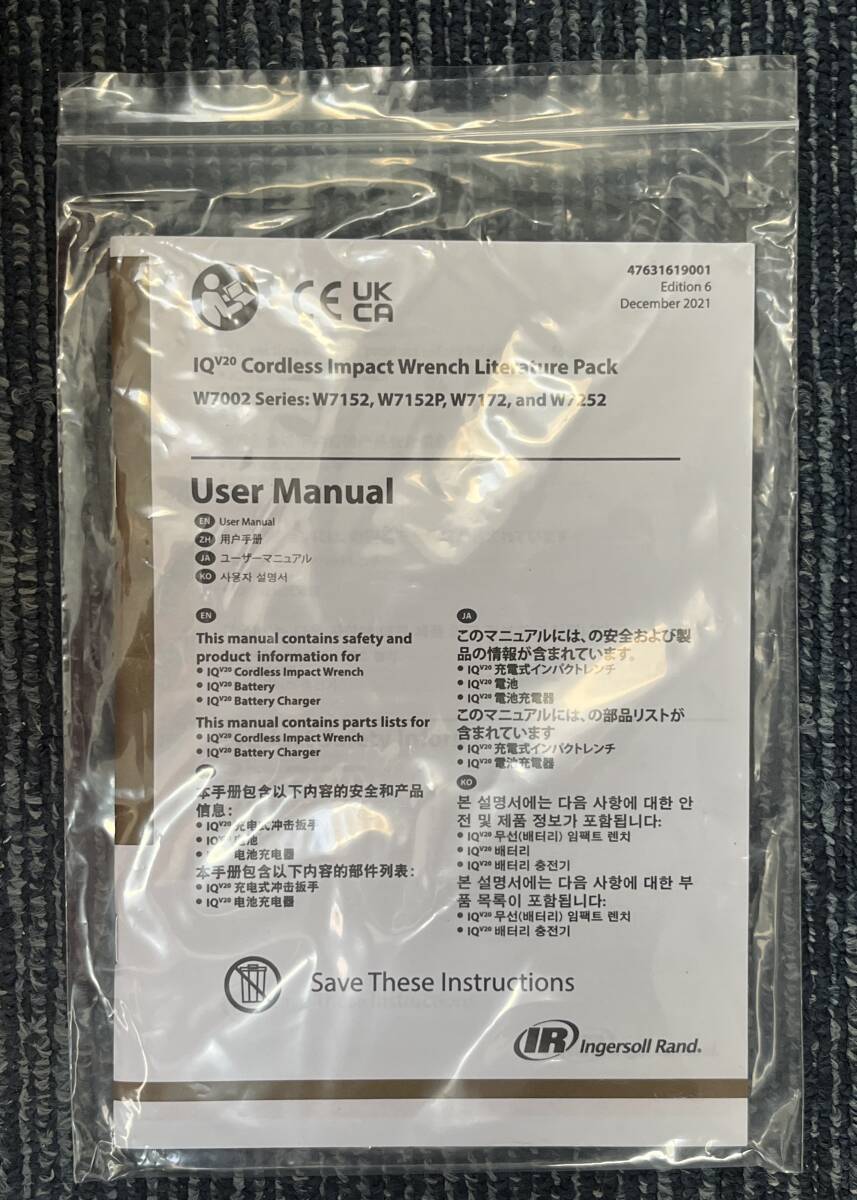 CE UK
CA
47631619001
Edition 6
December 2021
IQV20 Cordless Impact Wrench Literature Pack
W7002 Series: W7152, W7152P, W7172, and W7252
User Manual
EN User Manual
ZH 用户手册
JA ユーザーマニュアル
KO 사용자 설명서
EN
This manual contains safety and
product information for
• IQV20 Cordless Impact Wrench
• IQV20 Battery
• IQV20 Battery Charger
This manual contains parts lists for
• IQV20 Cordless Impact Wrench
• IQV20 Battery Charger
本手册包含以下内容的安全和产品
信息：
• IQV20 充电式冲击扳手
• IQV20 电池
• 电池充电器
本手册包含以下内容的部件列表：
• IQV20 充电式冲击扳手
• IQV20 电池充电器
JA
このマニュアルには、の安全および製
品の情報が含まれています。
• IQV20 充電式インパクトレンチ
• IQV20 電池
• IQV20 電池充電器
このマニュアルには、の部品リストが
含まれています
• IQV20 充電式インパクトレンチ
• IQV20 電池充電器
KO
본 설명서에는 다음 사항에 대한 안
전 및 제품 정보가 포함됩니다:
• IQV20 무선(배터리) 임팩트 렌치
• IQV20 배터리
• IQV20 배터리 충전기
본 설명서에는 다음 사항에 대한 부
품 목록이 포함됩니다:
• IQV20 무선(배터리) 임팩트 렌치
• IQV20 배터리 충전기
Save These Instructions
IR Ingersoll Rand.